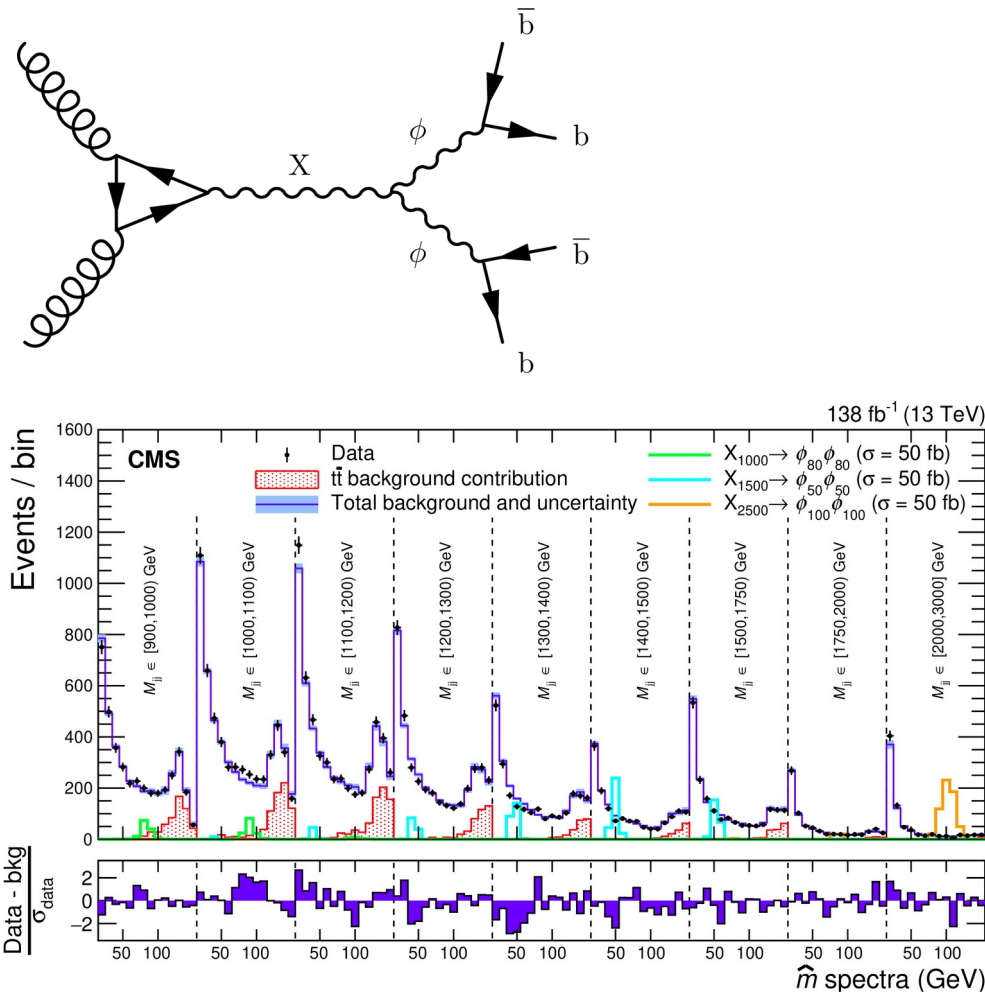 b̅
b
X
ϕ
ϕ
b̅
b
138 fb⁻¹ (13 TeV)
CMS
Data
tt̅ background contribution
Total background and uncertainty
X₁₀₀₀→ ϕ₈₀ϕ₈₀ (σ = 50 fb)
X₁₅₀₀→ ϕ₅₀ϕ₅₀ (σ = 50 fb)
X₂₅₀₀→ ϕ₁₀₀ϕ₁₀₀ (σ = 50 fb)
Events / bin
1600
1400
1200
1000
800
600
400
200
0
M_jj ∈ [900,1000) GeV
M_jj ∈ [1000,1100) GeV
M_jj ∈ [1100,1200) GeV
M_jj ∈ [1200,1300) GeV
M_jj ∈ [1300,1400) GeV
M_jj ∈ [1400,1500) GeV
M_jj ∈ [1500,1750) GeV
M_jj ∈ [1750,2000) GeV
M_jj ∈ [2000,3000] GeV
Data - bkg
σ_data
2
0
−2
50 100 50 100 50 100 50 100 50 100 50 100 50 100 50 100 50 100
m̂ spectra (GeV)